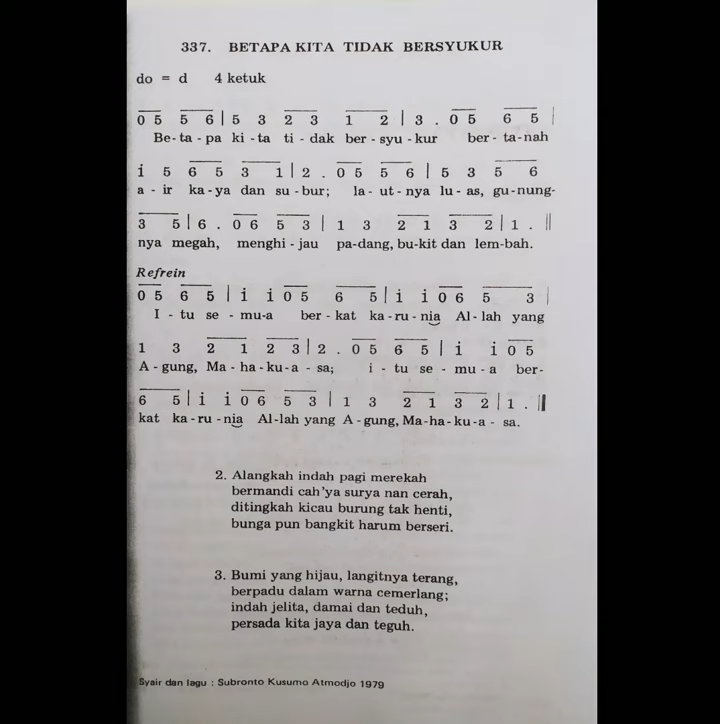 337. BETAPA KITA TIDAK BERSYUKUR
do = d 4 ketuk
0 5 5 6 | 5 3 2 3 1 2 | 3 . 0 5 6 5 |
Be - ta - pa ki - ta ti - dak ber - syu - kur ber - ta - nah
i 5 6 5 3 1 | 2 . 0 5 5 6 | 5 3 5 6
a - ir ka - ya dan su - bur; la - ut - nya lu - as, gu - nung-
3 5 | 6 . 0 6 5 3 | 1 3 2 1 3 2 | 1 . ||
nya megah, menghi - jau pa - dang, bu - kit dan lem - bah.
Refrein
0 5 6 5 | i i 0 5 6 5 | i i 0 6 5 3 |
I - tu se - mu - a ber - kat ka - ru - nia Al - lah yang
1 3 2 1 2 3 | 2 . 0 5 6 5 | i i 0 5
A - gung, Ma - ha - ku - a - sa; i - tu se - mu - a ber-
6 5 | i i 0 6 5 3 | 1 3 2 1 3 2 | 1 . ||
kat ka - ru - nia Al - lah yang A - gung, Ma - ha - ku - a - sa.
2. Alangkah indah pagi merekah
bermandi cah'ya surya nan cerah,
ditingkah kicau burung tak henti,
bunga pun bangkit harum berseri.
3. Bumi yang hijau, langitnya terang,
berpadu dalam warna cemerlang;
indah jelita, damai dan teduh,
persada kita jaya dan teguh.
Syair dan lagu : Subronto Kusumo Atmodjo 1979